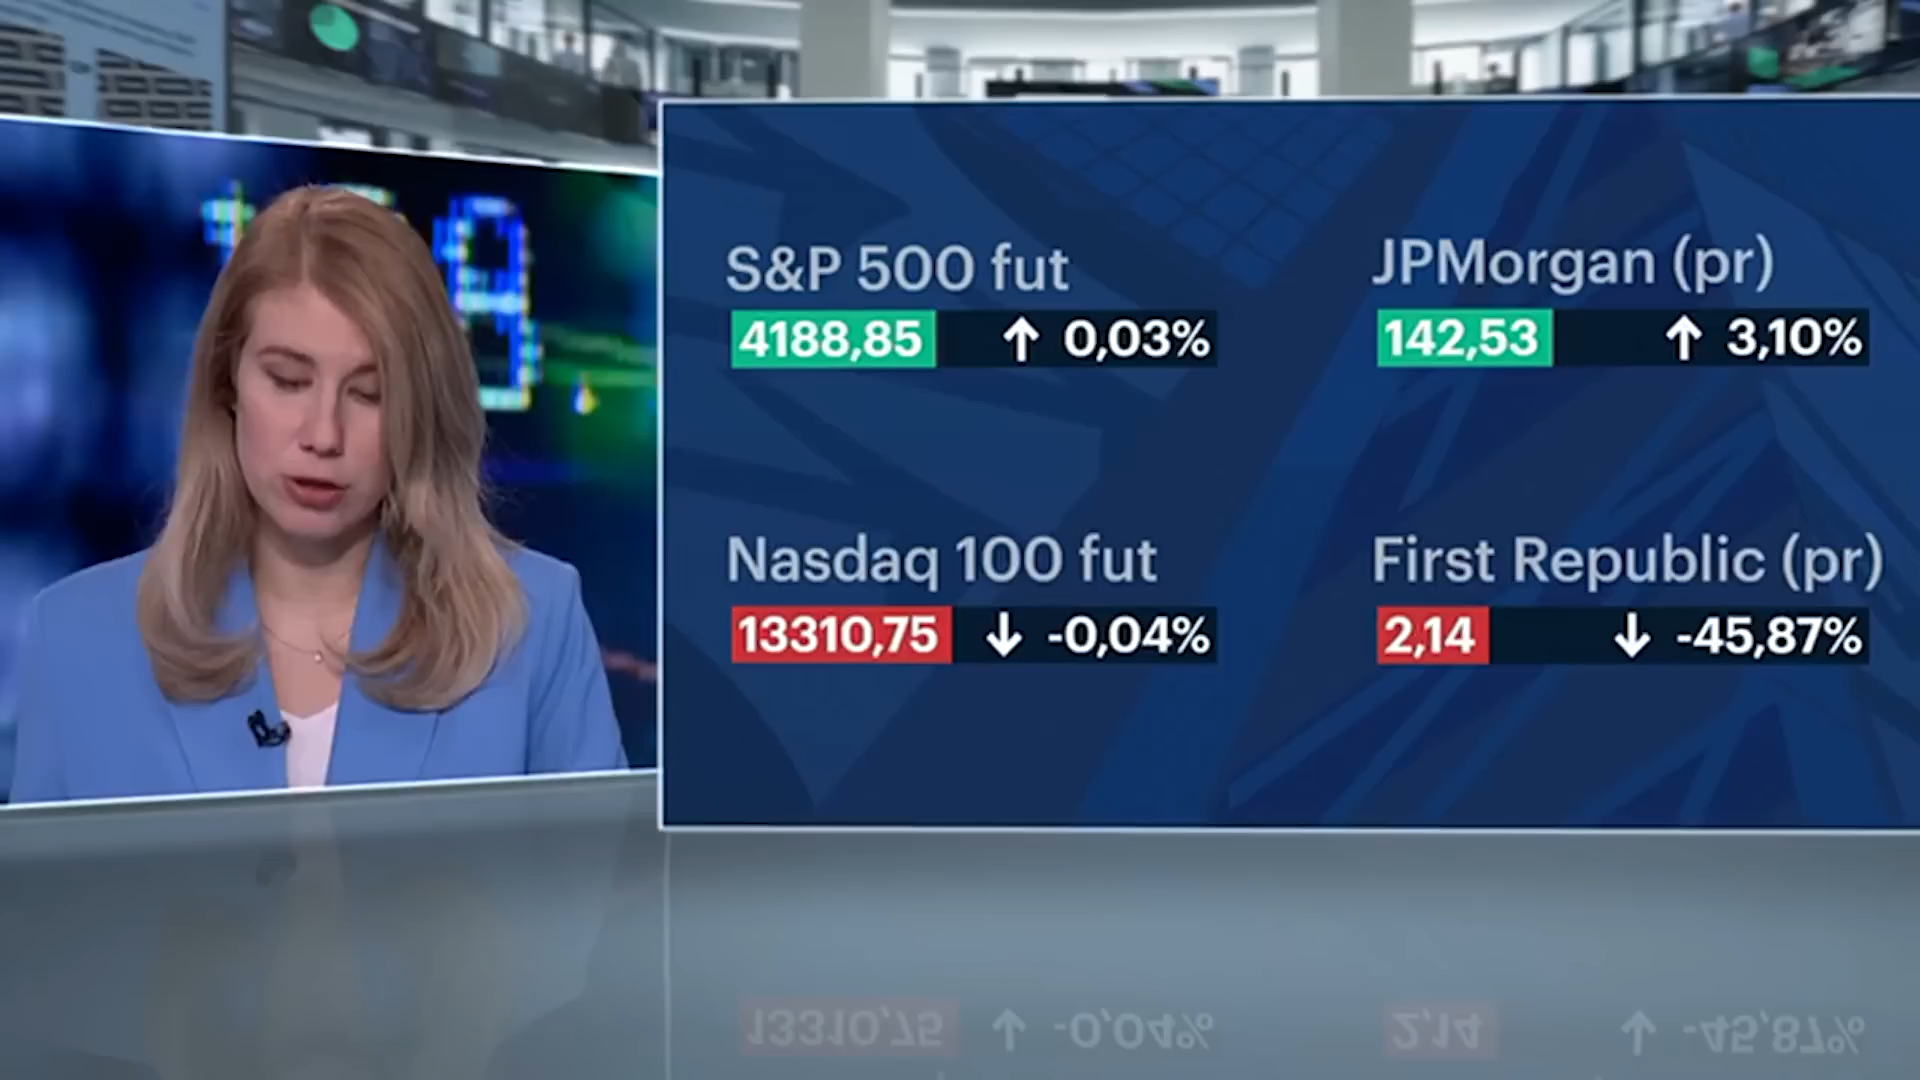 S&P 500 fut
4188,85 ↑ 0,03%
JPMorgan (pr)
142,53 ↑ 3,10%
Nasdaq 100 fut
13310,75 ↓ -0,04%
First Republic (pr)
2,14 ↓ -45,87%